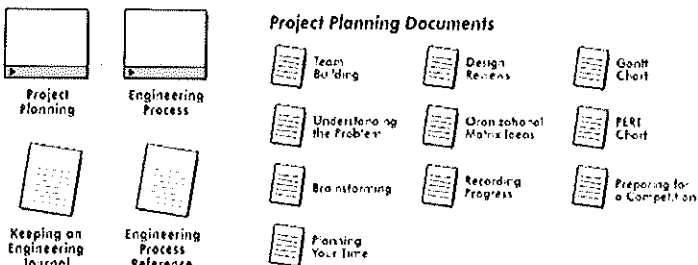 Project Planning Documents
Project
Planning
Engineering
Process
Keeping an
Engineering
Journal
Engineering
Process
Reference
Team
Building
Understanding
the Problem
Brainstorming
Planning
Your Time
Design
Reviews
Organizational
Matrix Ideas
Recording
Progress
Gantt
Chart
PERT
Chart
Preparing for
a Competition